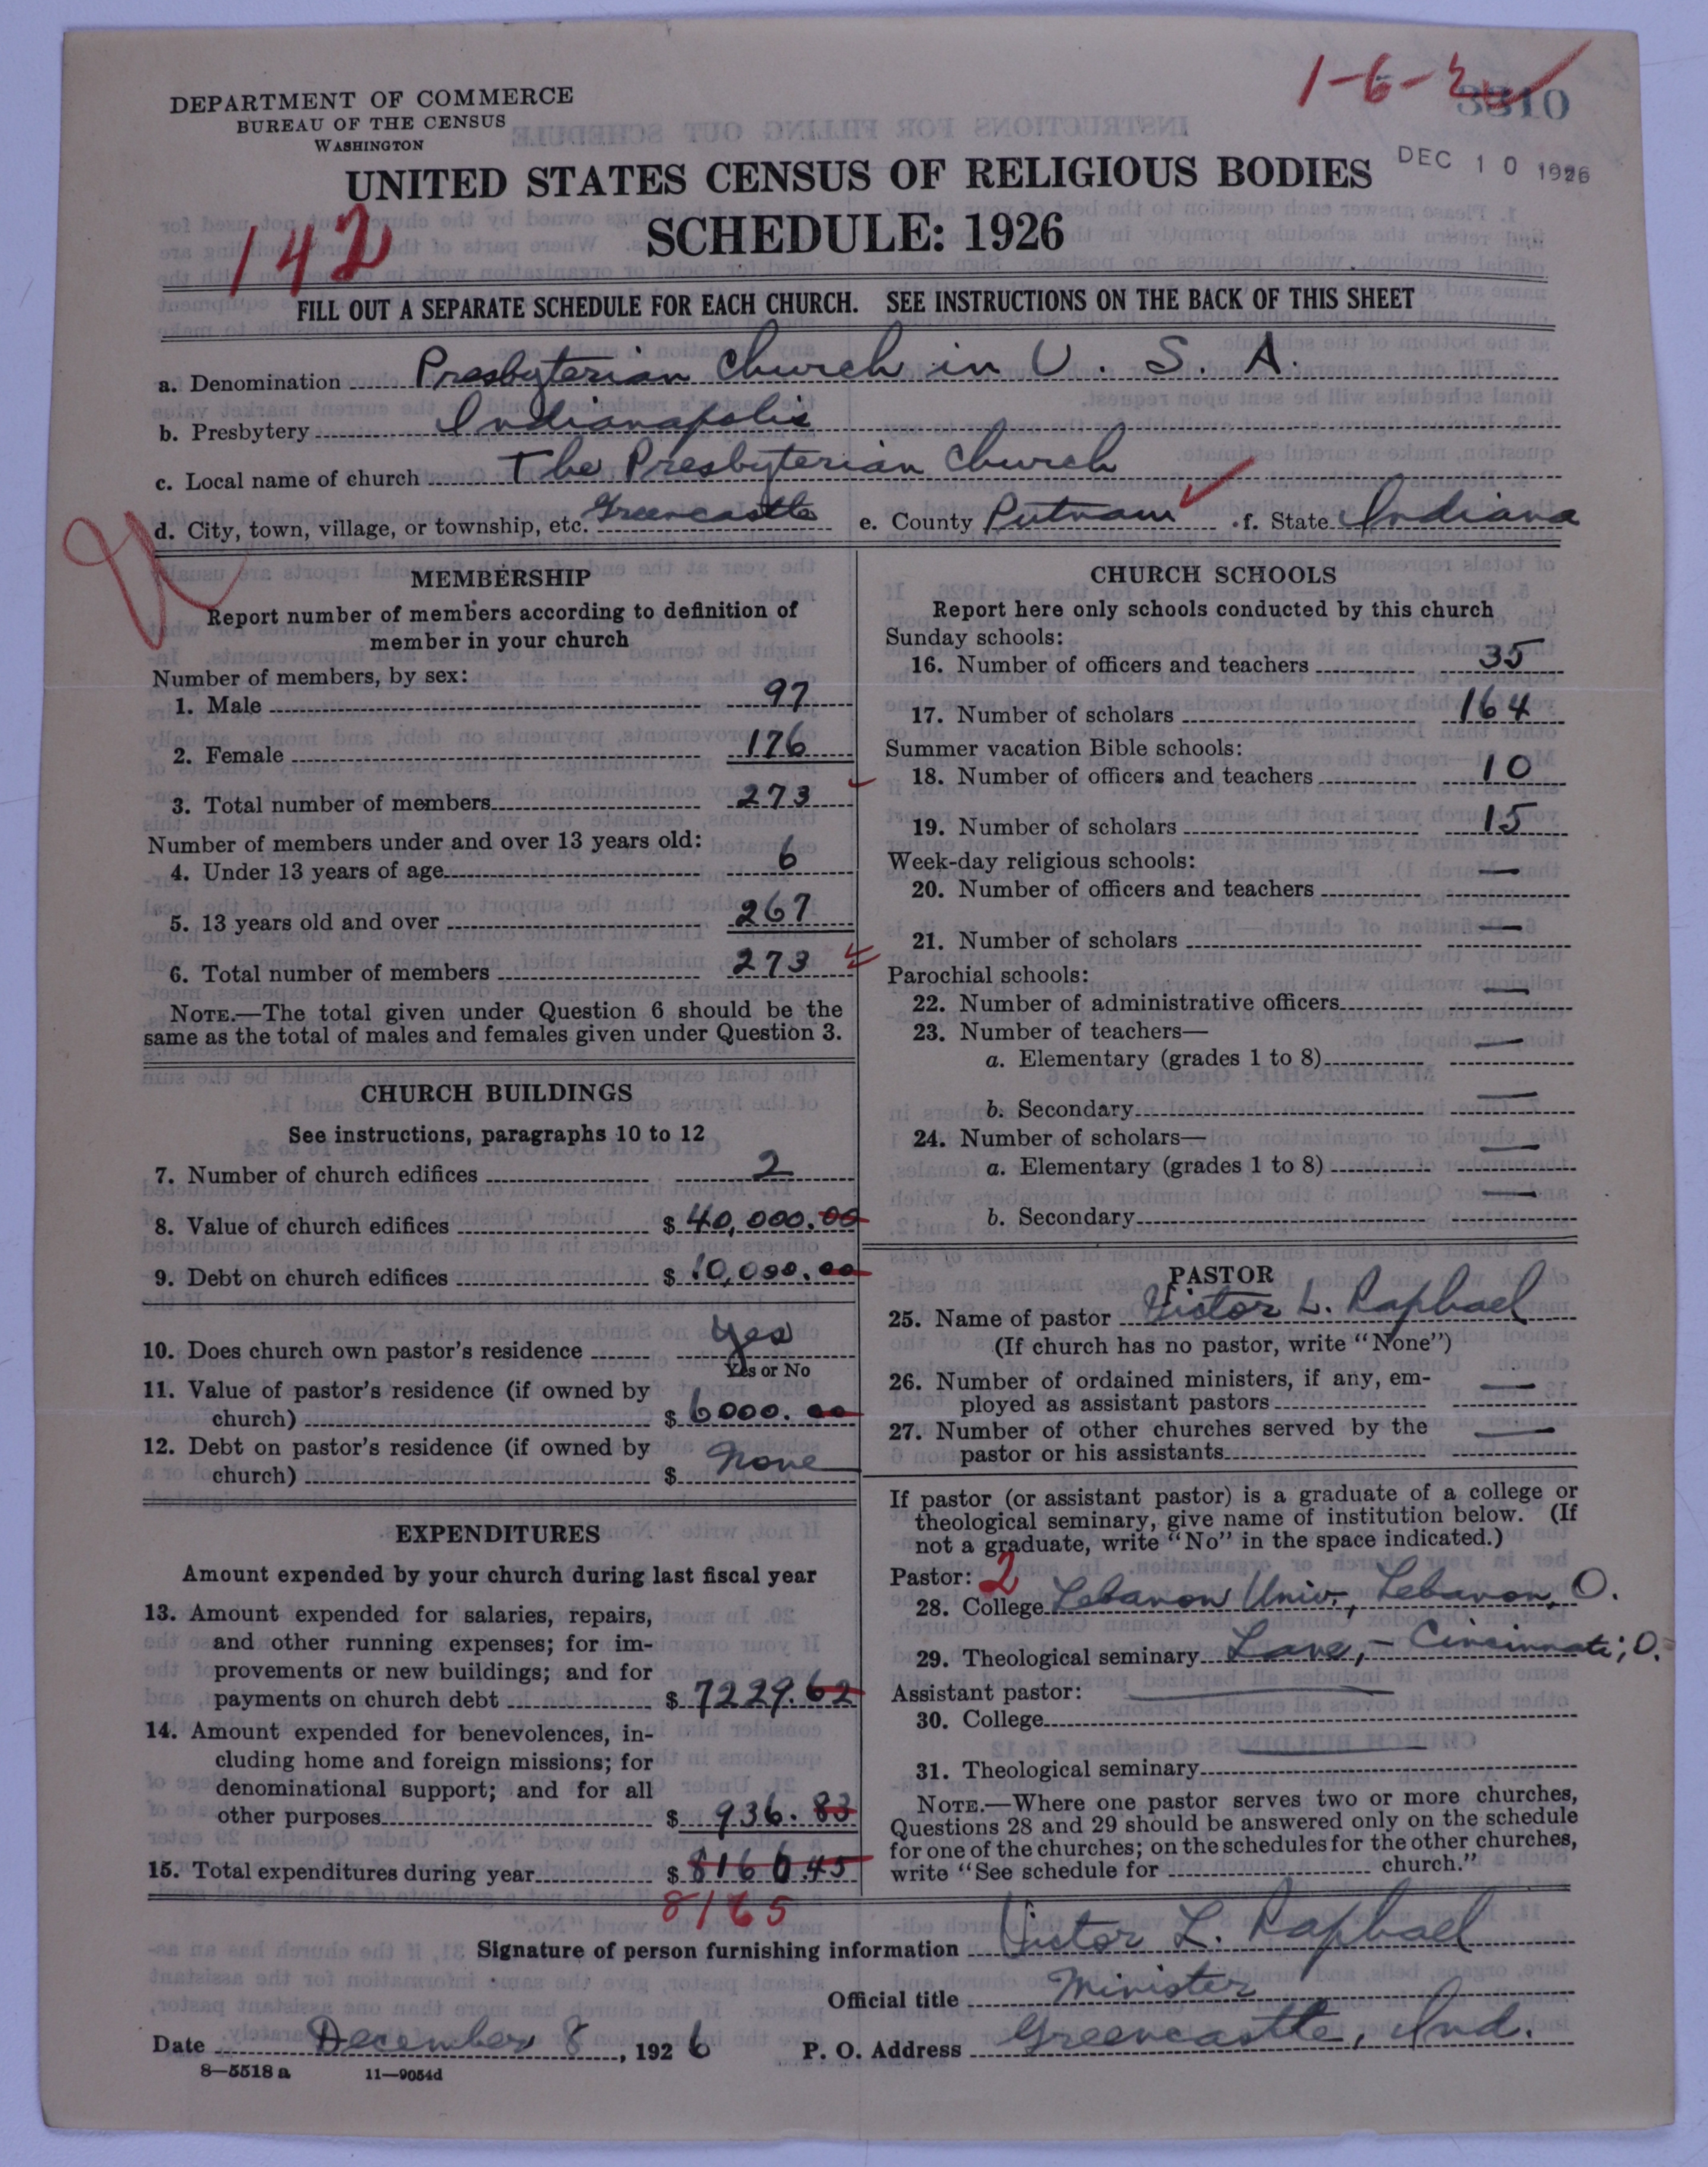 1-6-2
3310
DEPARTMENT OF COMMERCE
BUREAU OF THE CENSUS
WASHINGTON
DEC 10 1926
UNITED STATES CENSUS OF RELIGIOUS BODIES
SCHEDULE: 1926
142
FILL OUT A SEPARATE SCHEDULE FOR EACH CHURCH. SEE INSTRUCTIONS ON THE BACK OF THIS SHEET
a. Denomination Presbyterian Church in U. S. A.
b. Presbytery Indianapolis
c. Local name of church The Presbyterian Church
d. City, town, village, or township, etc. Greencastle e. County Putnam f. State Indiana
MEMBERSHIP
Report number of members according to definition of
member in your church
Number of members, by sex:
1. Male 97
2. Female 176
3. Total number of members 273
Number of members under and over 13 years old:
4. Under 13 years of age 6
5. 13 years old and over 267
6. Total number of members 273
NOTE.—The total given under Question 6 should be the
same as the total of males and females given under Question 3.
CHURCH BUILDINGS
See instructions, paragraphs 10 to 12
7. Number of church edifices 2
8. Value of church edifices $ 40,000.00
9. Debt on church edifices $ 10,000.00
10. Does church own pastor's residence Yes
Yes or No
11. Value of pastor's residence (if owned by
church) $ 6000.00
12. Debt on pastor's residence (if owned by
church) $ None
EXPENDITURES
Amount expended by your church during last fiscal year
13. Amount expended for salaries, repairs,
and other running expenses; for im-
provements or new buildings; and for
payments on church debt $ 7229.62
14. Amount expended for benevolences, in-
cluding home and foreign missions; for
denominational support; and for all
other purposes $ 936.83
15. Total expenditures during year $ 8166.45
8165
CHURCH SCHOOLS
Report here only schools conducted by this church
Sunday schools:
16. Number of officers and teachers 35
17. Number of scholars 164
Summer vacation Bible schools:
18. Number of officers and teachers 10
19. Number of scholars 15
Week-day religious schools:
20. Number of officers and teachers —
21. Number of scholars —
Parochial schools:
22. Number of administrative officers —
23. Number of teachers—
a. Elementary (grades 1 to 8) —
b. Secondary —
24. Number of scholars—
a. Elementary (grades 1 to 8) —
b. Secondary —
PASTOR
25. Name of pastor Victor L. Raphael
(If church has no pastor, write "None")
26. Number of ordained ministers, if any, em-
ployed as assistant pastors —
27. Number of other churches served by the
pastor or his assistants —
If pastor (or assistant pastor) is a graduate of a college or
theological seminary, give name of institution below. (If
not a graduate, write "No" in the space indicated.)
Pastor: 2
28. College Lebanon Univ., Lebanon, O.
29. Theological seminary Lane, - Cincinnati, O.
Assistant pastor: —
30. College
31. Theological seminary —
NOTE.—Where one pastor serves two or more churches,
Questions 28 and 29 should be answered only on the schedule
for one of the churches; on the schedules for the other churches,
write "See schedule for church."
Signature of person furnishing information Victor L. Raphael
Official title Minister
Date December 8, 1926 P. O. Address Greencastle, Ind.
8—5518 a 11—9054d